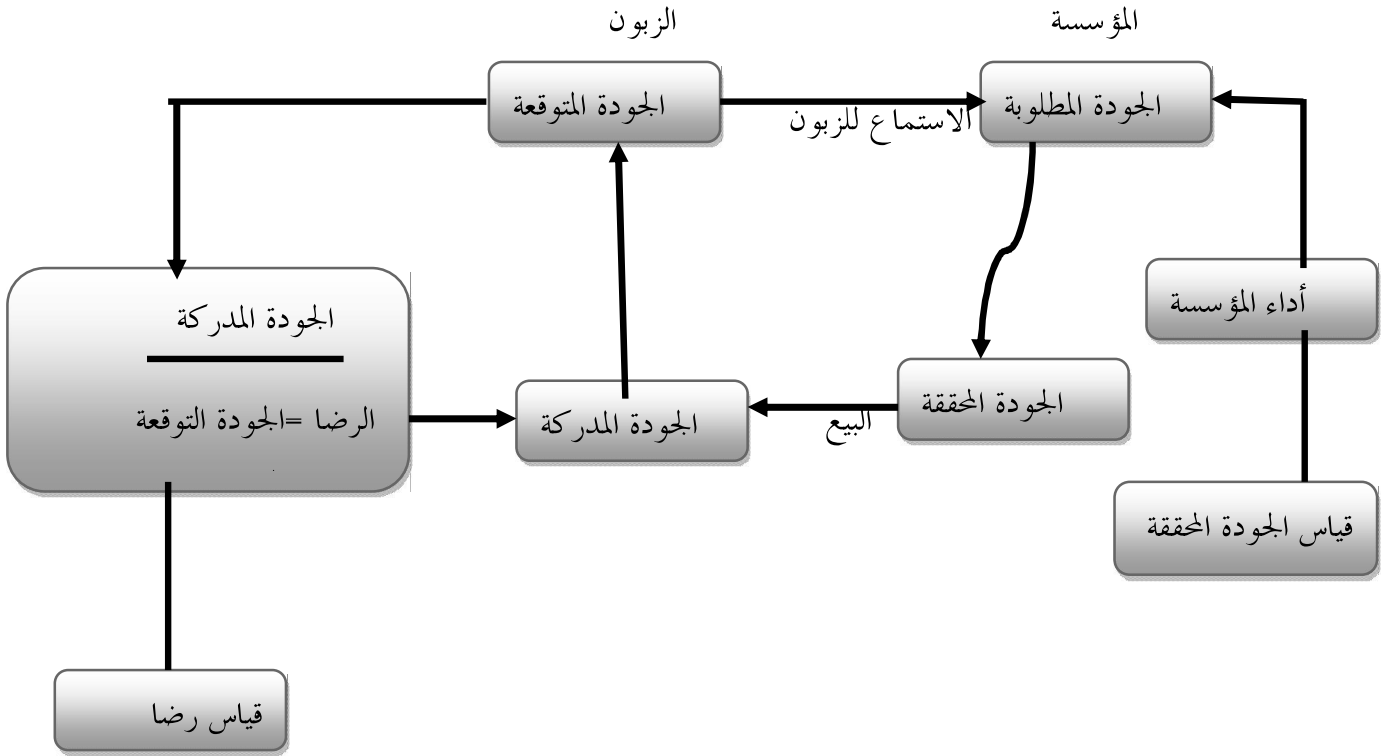 المؤسسة
الزبون
الجودة المطلوبة
الجودة المتوقعة
الاستماع للزبون
أداء المؤسسة
الجودة المدركة
الجودة المحققة
البيع
الجودة المدركة
الرضا =الجودة التوقعة
قياس الجودة المحققة
قياس رضا